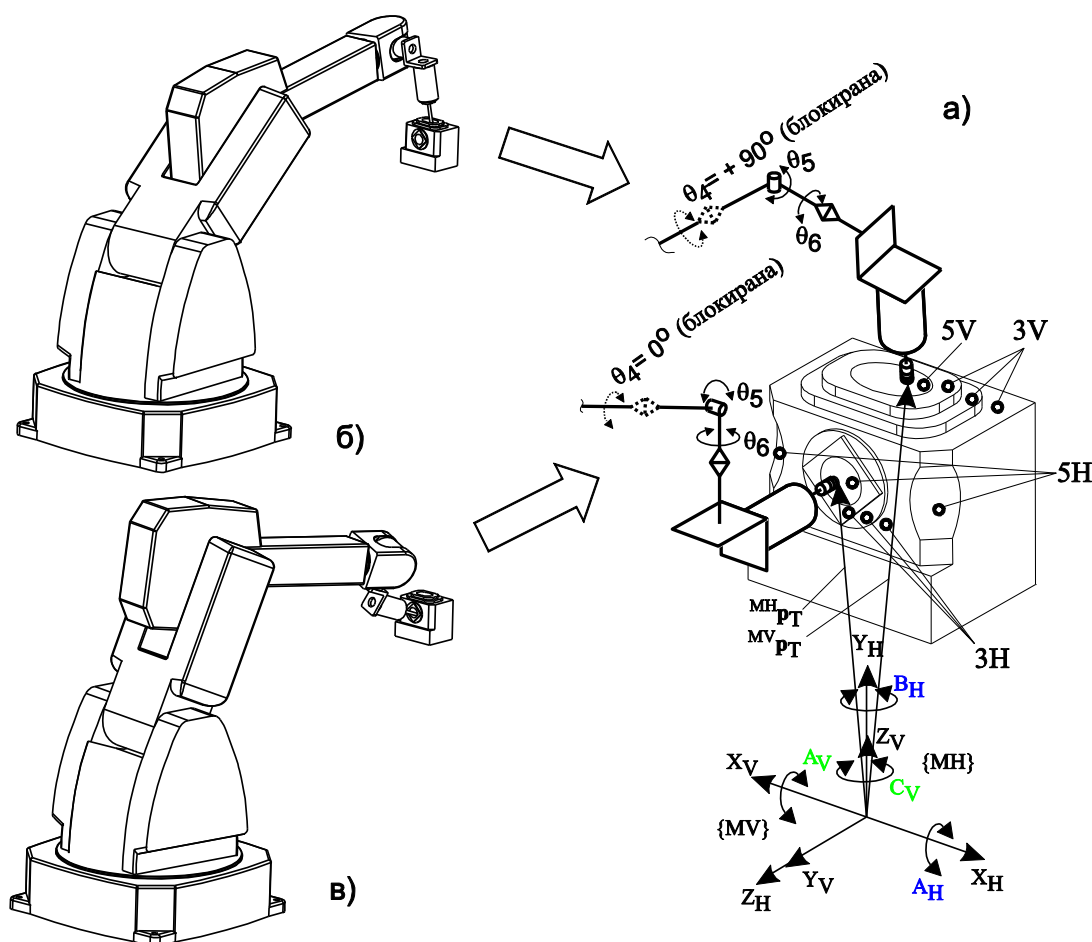 а)
θ4= + 90° (блокирана)
θ5
θ6
θ4= 0° (блокирана)
θ5
θ6
5V
3V
б)
5H
MHpT
MVpT
3H
YH
BH
ZV
AV
{MH}
XV
CV
{MV}
в)
XH
YV
AH
ZH